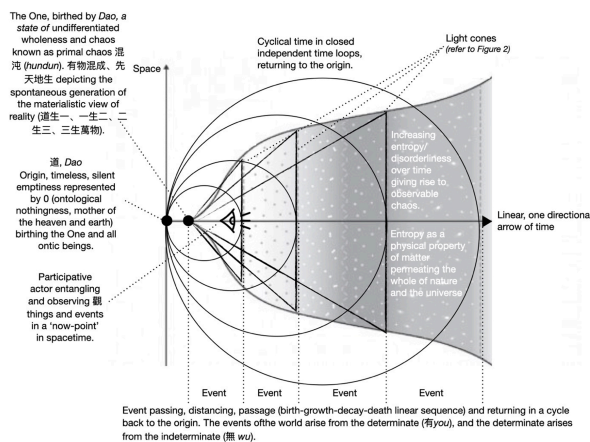 The One, birthed by Dao, a
state of undifferentiated
wholeness and chaos
known as primal chaos 混
沌 (hundun). 有物混成、先
天地生 depicting the
spontaneous generation of
the materialistic view of
reality (道生一、一生二、二
生三、三生萬物).
道, Dao
Origin, timeless, silent
emptiness represented
by 0 (ontological
nothingness, mother of
the heaven and earth)
birthing the One and all
ontic beings.
Participative
actor entangling
and observing 觀
things and events
in a ‘now-point’
in spacetime.
Space
Cyclical time in closed
independent time loops,
returning to the origin.
Light cones
(refer to Figure 2)
Increasing
entropy/
disorderliness
over time
giving rise to
observable
chaos.
Entropy as a
physical property
of matter
permeating the
whole of nature
and the universe
Linear, one directiona
arrow of time
Event
Event
Event
Event
Event passing, distancing, passage (birth-growth-decay-death linear sequence) and returning in a cycle
back to the origin. The events ofthe world arise from the determinate (有you), and the determinate arises
from the indeterminate (無 wu).